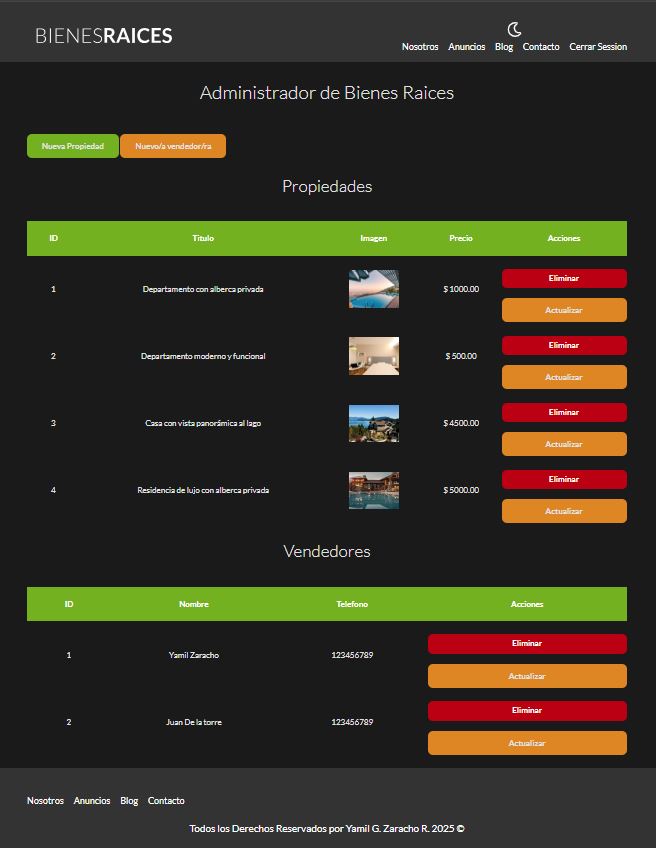 BIENESRAICES
Nosotros Anuncios Blog Contacto Cerrar Session
Administrador de Bienes Raices
Nueva Propiedad Nuevo/a vendedor/ra
Propiedades
ID Titulo Imagen Precio Acciones
1 Departamento con alberca privada $ 1000.00 Eliminar
Actualizar
2 Departamento moderno y funcional $ 500.00 Eliminar
Actualizar
3 Casa con vista panorámica al lago $ 4500.00 Eliminar
Actualizar
4 Residencia de lujo con alberca privada $ 5000.00 Eliminar
Actualizar
Vendedores
ID Nombre Telefono Acciones
1 Yamil Zaracho 123456789 Eliminar
Actualizar
2 Juan De la torre 123456789 Eliminar
Actualizar
Nosotros Anuncios Blog Contacto
Todos los Derechos Reservados por Yamil G. Zaracho R. 2025 ©